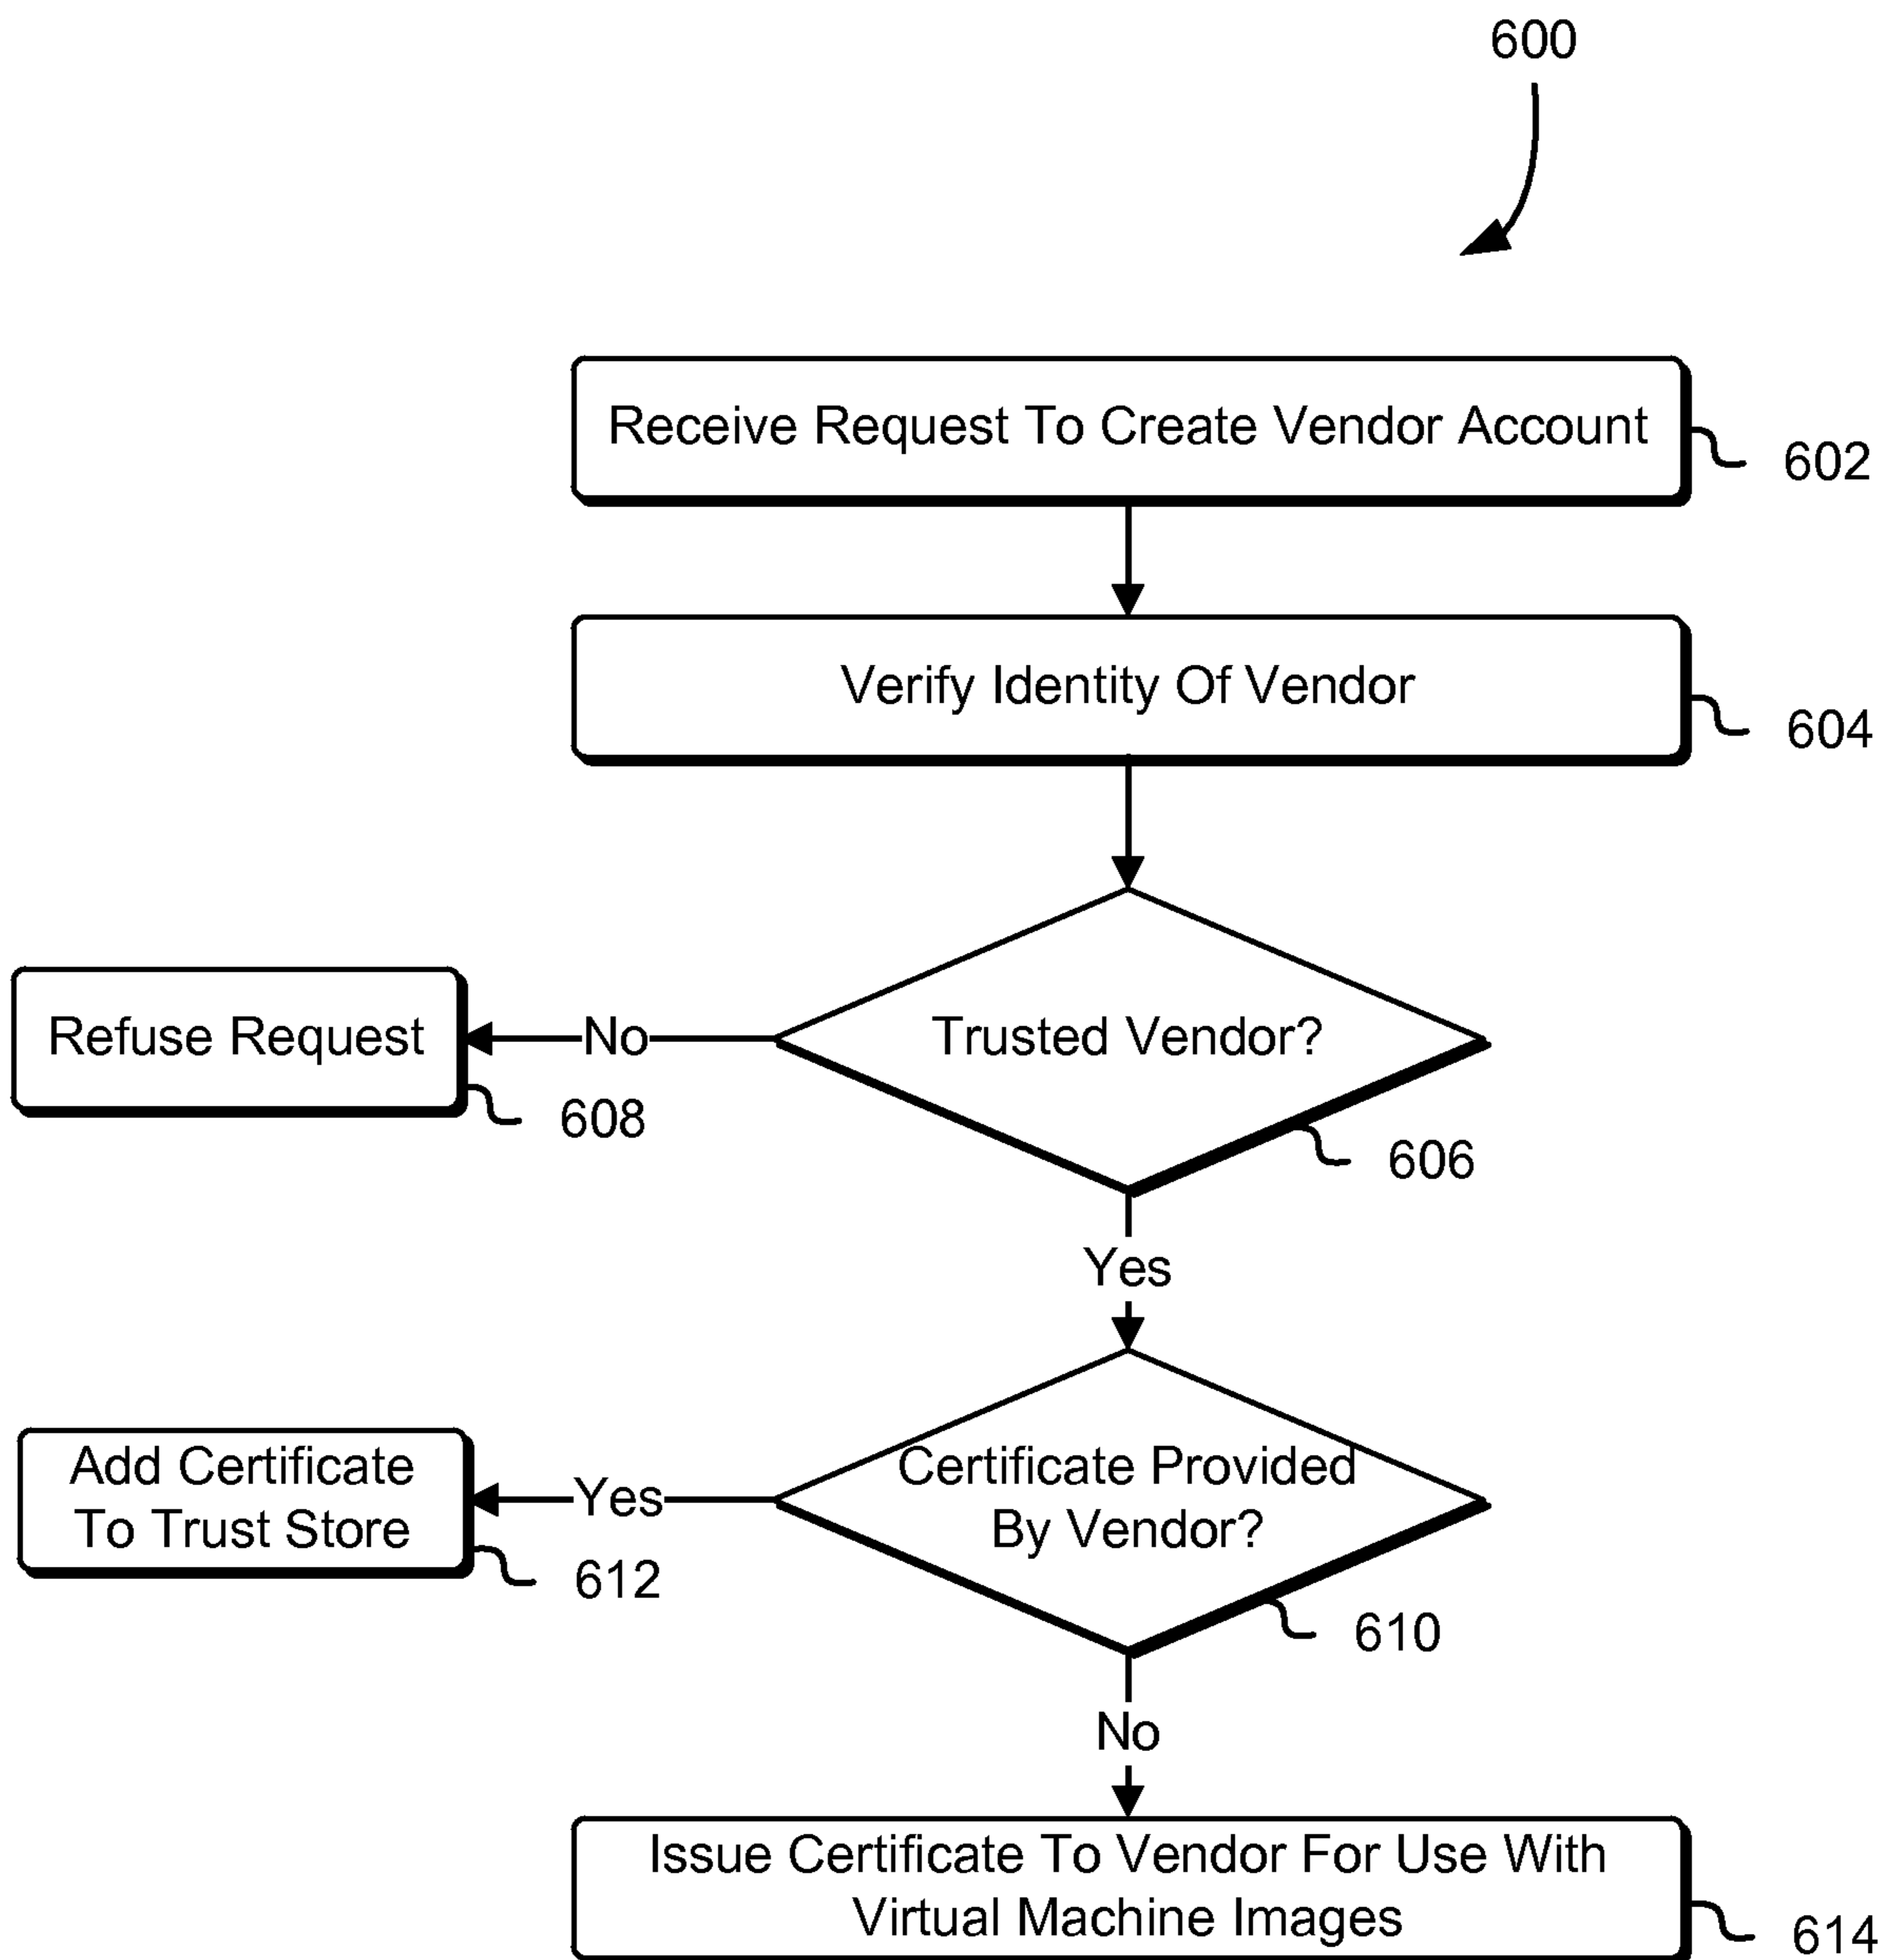 600
Receive Request To Create Vendor Account
602
Verify Identity Of Vendor
604
Trusted Vendor?
606
No
Refuse Request
608
Yes
Certificate Provided
By Vendor?
610
Yes
Add Certificate
To Trust Store
612
No
Issue Certificate To Vendor For Use With
Virtual Machine Images
614